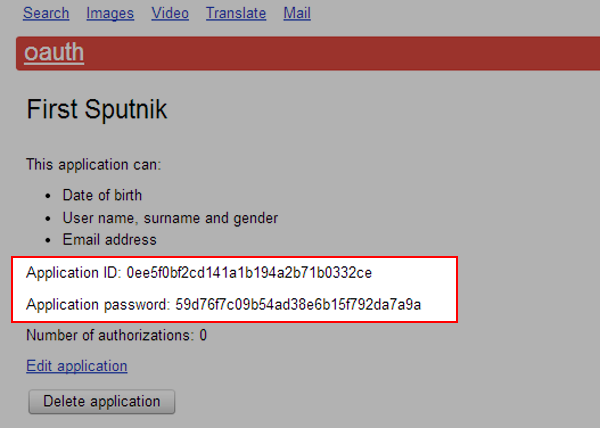 Search Images Video Translate Mail
oauth
First Sputnik
This application can:
• Date of birth
• User name, surname and gender
• Email address
Application ID: 0ee5f0bf2cd141a1b194a2b71b0332ce
Application password: 59d76f7c09b54ad38e6b15f792da7a9a
Number of authorizations: 0
Edit application
Delete application